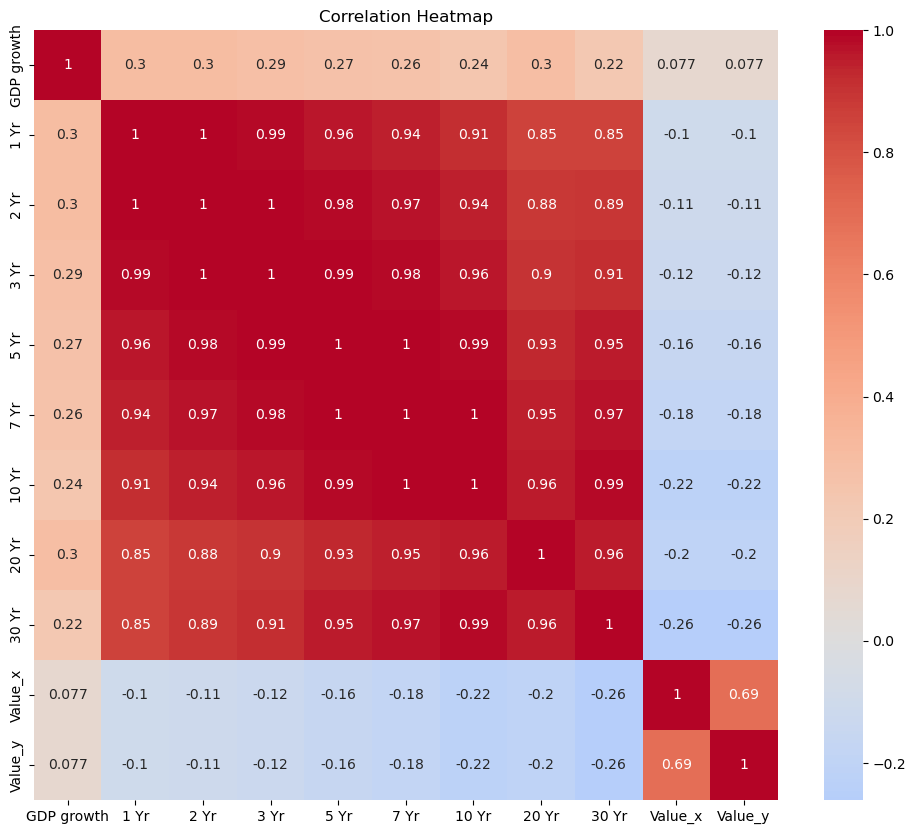 Correlation Heatmap
GDP growth 1 0.3 0.3 0.29 0.27 0.26 0.24 0.3 0.22 0.077 0.077
1 Yr 0.3 1 1 0.99 0.96 0.94 0.91 0.85 0.85 -0.1 -0.1
2 Yr 0.3 1 1 1 0.98 0.97 0.94 0.88 0.89 -0.11 -0.11
3 Yr 0.29 0.99 1 1 0.99 0.98 0.96 0.9 0.91 -0.12 -0.12
5 Yr 0.27 0.96 0.98 0.99 1 1 0.99 0.93 0.95 -0.16 -0.16
7 Yr 0.26 0.94 0.97 0.98 1 1 1 0.95 0.97 -0.18 -0.18
10 Yr 0.24 0.91 0.94 0.96 0.99 1 1 0.96 0.99 -0.22 -0.22
20 Yr 0.3 0.85 0.88 0.9 0.93 0.95 0.96 1 0.96 -0.2 -0.2
30 Yr 0.22 0.85 0.89 0.91 0.95 0.97 0.99 0.96 1 -0.26 -0.26
Value_x 0.077 -0.1 -0.11 -0.12 -0.16 -0.18 -0.22 -0.2 -0.26 1 0.69
Value_y 0.077 -0.1 -0.11 -0.12 -0.16 -0.18 -0.22 -0.2 -0.26 0.69 1
GDP growth 1 Yr 2 Yr 3 Yr 5 Yr 7 Yr 10 Yr 20 Yr 30 Yr Value_x Value_y
1.0
0.8
0.6
0.4
0.2
0.0
−0.2